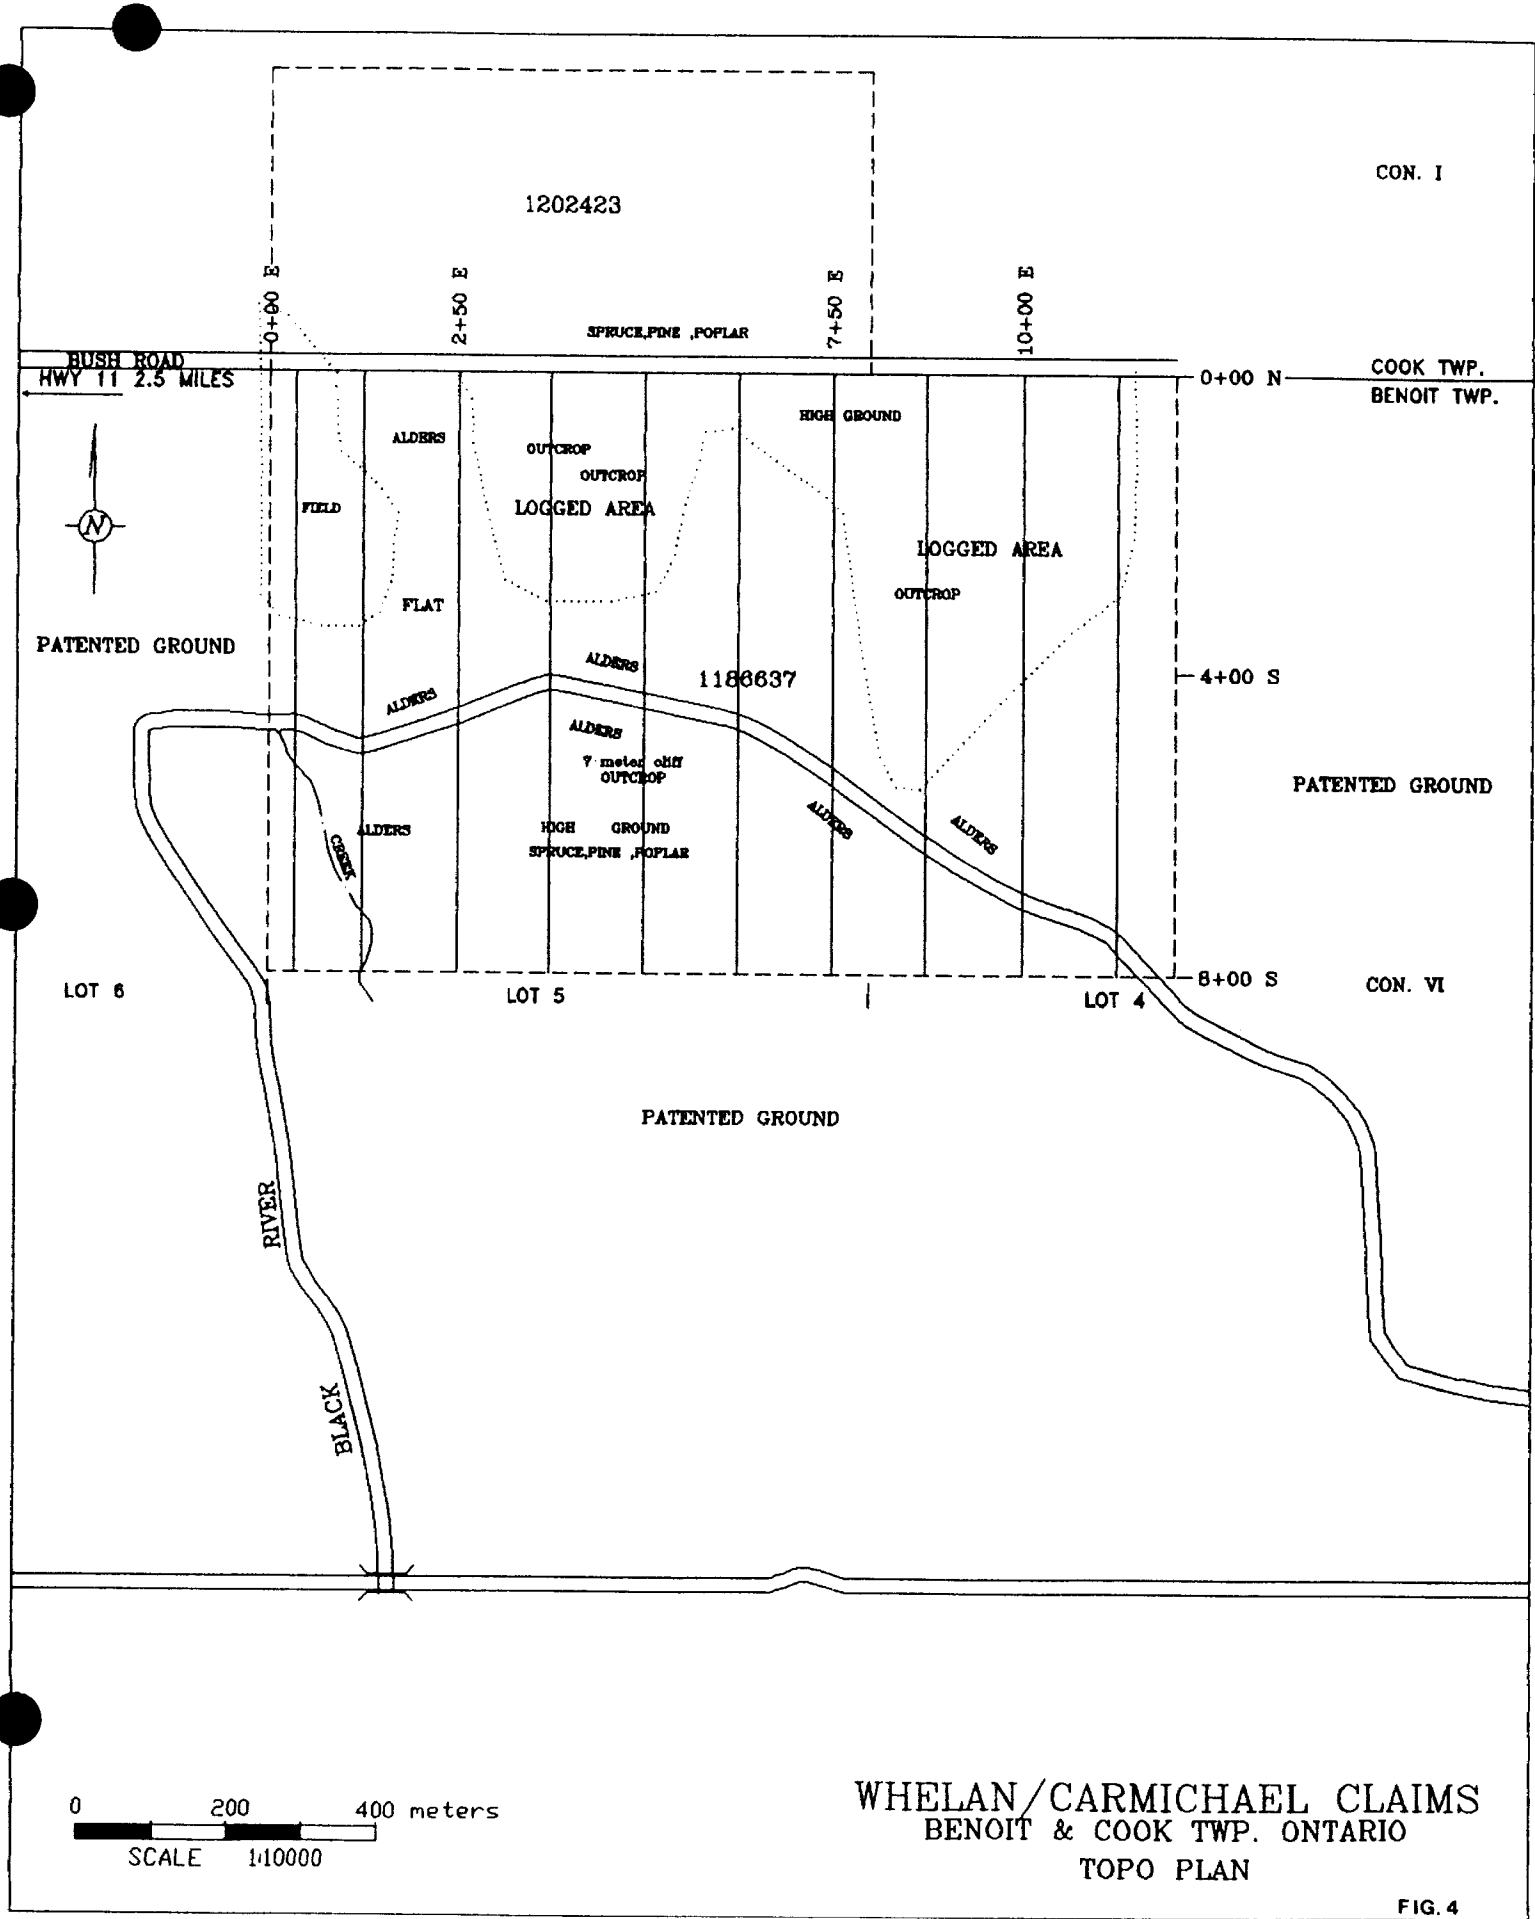 CON. I
1202423
0+00 E
2+50 E
7+50 E
10+00 E
SPRUCE,PINE ,POPLAR
BUSH ROAD
HWY 11 2.5 MILES
0+00 N
COOK TWP.
BENOIT TWP.
HIGH GROUND
ALDERS
OUTCROP
OUTCROP
FIELD
LOGGED AREA
N
LOGGED AREA
OUTCROP
FLAT
PATENTED GROUND
ALDERS
1186637
4+00 S
ALDERS
ALDERS
7 meter cliff
OUTCROP
PATENTED GROUND
ALDERS
ALDERS
ALDERS
HIGH GROUND
SPRUCE,PINE ,POPLAR
CREEK
LOT 6
LOT 5
LOT 4
8+00 S
CON. VI
PATENTED GROUND
RIVER
BLACK
0 200 400 meters
SCALE 1:10000
WHELAN/CARMICHAEL CLAIMS
BENOIT & COOK TWP. ONTARIO
TOPO PLAN
FIG. 4